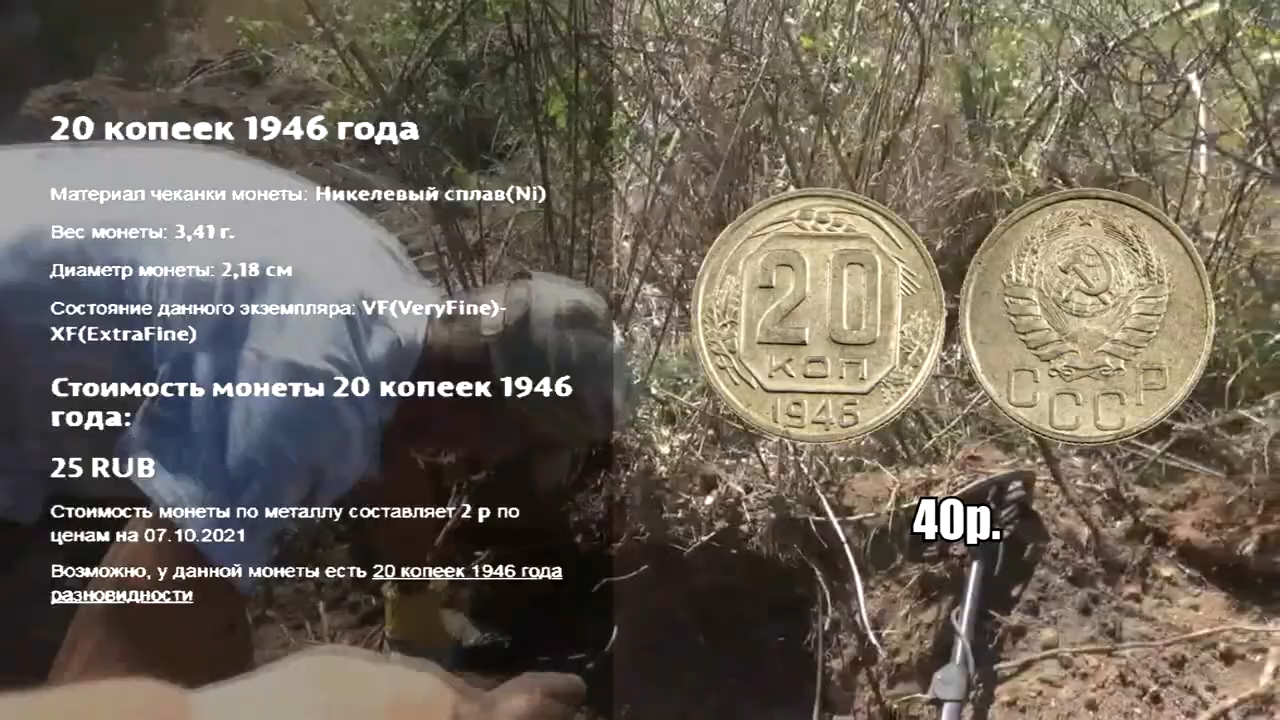 20 копеек 1946 года
Материал чеканки монеты: Никелевый сплав(Ni)
Вес монеты: 3,41 г.
Диаметр монеты: 2,18 см
Состояние данного экземпляра: VF(VeryFine)-
XF(ExtraFine)
Стоимость монеты 20 копеек 1946
года:
25 RUB
Стоимость монеты по металлу составляет 2 р по
ценам на 07.10.2021
Возможно, у данной монеты есть 20 копеек 1946 года
разновидности
20
КОП
1946
СССР
40р.